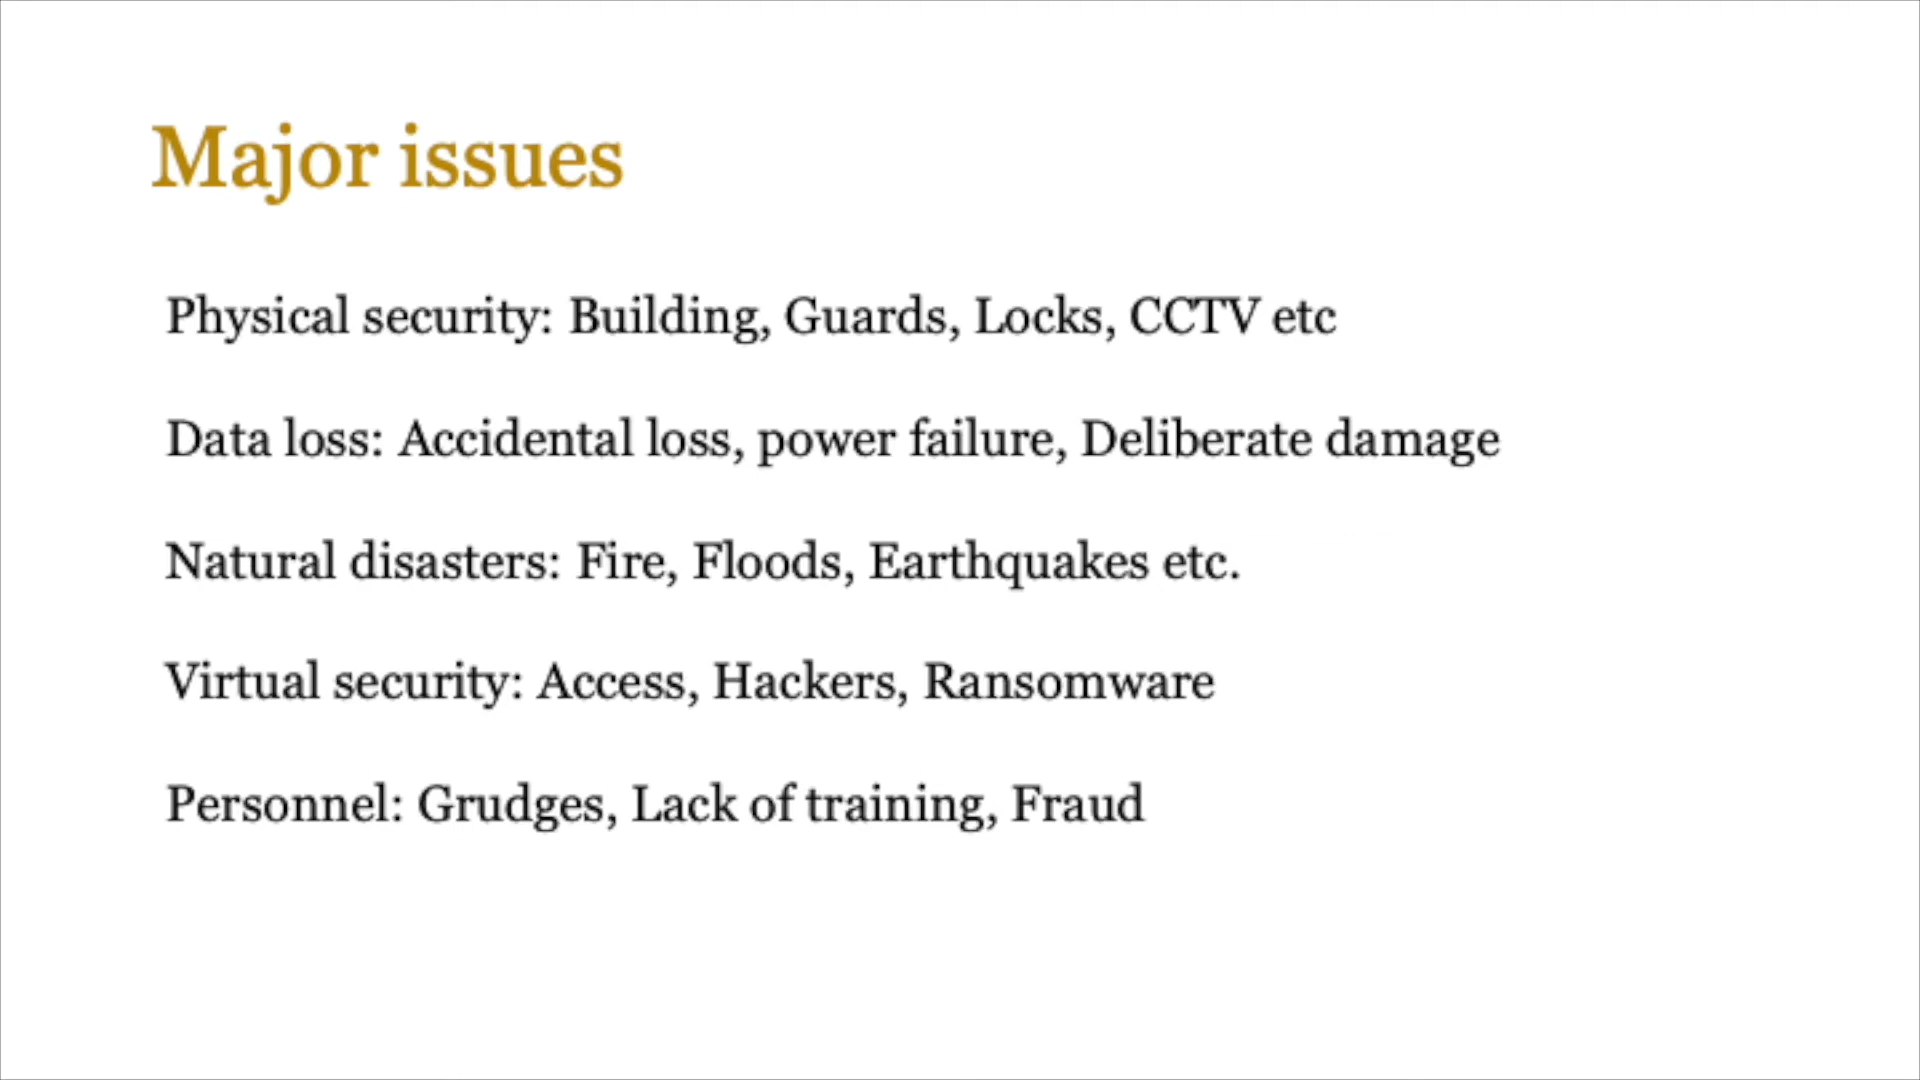 Major issues
Physical security: Building, Guards, Locks, CCTV etc
Data loss: Accidental loss, power failure, Deliberate damage
Natural disasters: Fire, Floods, Earthquakes etc.
Virtual security: Access, Hackers, Ransomware
Personnel: Grudges, Lack of training, Fraud